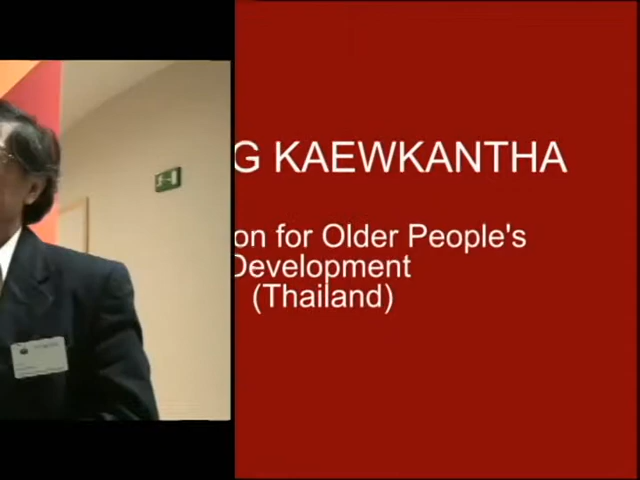 G KAEWKANTHA
on for Older People's
Development
(Thailand)